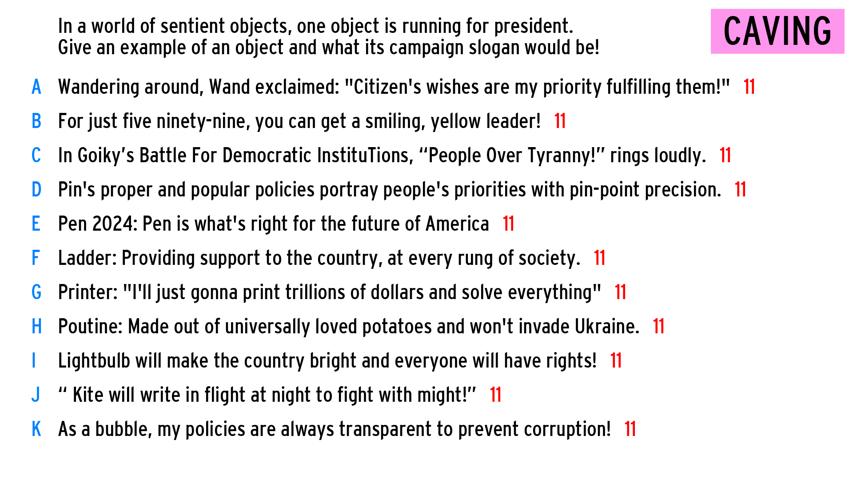 In a world of sentient objects, one object is running for president.
Give an example of an object and what its campaign slogan would be!
CAVING
A Wandering around, Wand exclaimed: "Citizen's wishes are my priority fulfilling them!" 11
B For just five ninety-nine, you can get a smiling, yellow leader! 11
C In Goiky’s Battle For Democratic InstituTions, “People Over Tyranny!” rings loudly. 11
D Pin's proper and popular policies portray people's priorities with pin-point precision. 11
E Pen 2024: Pen is what's right for the future of America 11
F Ladder: Providing support to the country, at every rung of society. 11
G Printer: "I'll just gonna print trillions of dollars and solve everything" 11
H Poutine: Made out of universally loved potatoes and won't invade Ukraine. 11
I Lightbulb will make the country bright and everyone will have rights! 11
J “ Kite will write in flight at night to fight with might!” 11
K As a bubble, my policies are always transparent to prevent corruption! 11